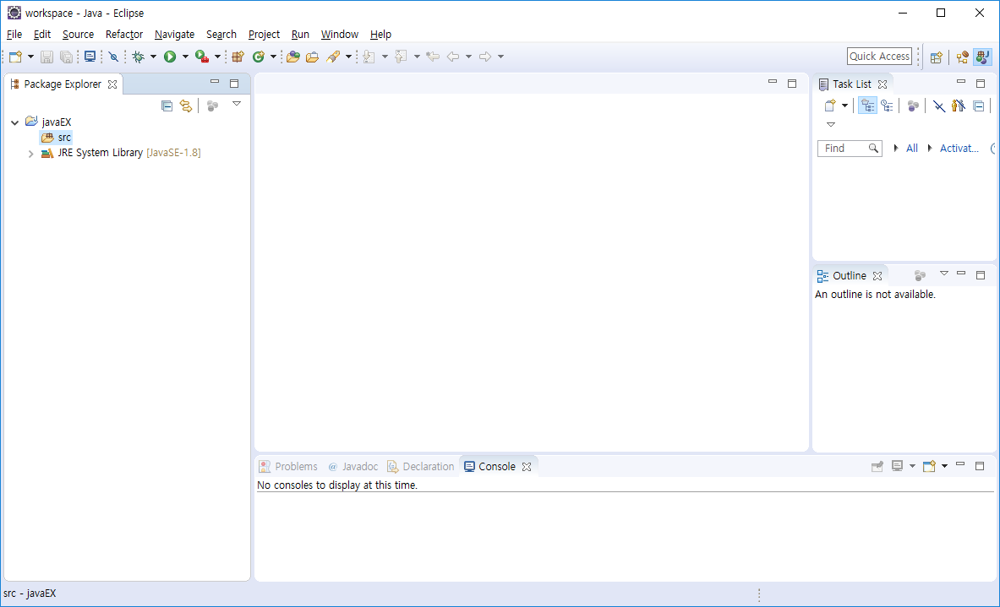 workspace - Java - Eclipse
File Edit Source Refactor Navigate Search Project Run Window Help
Quick Access
Package Explorer
javaEX
src
JRE System Library [JavaSE-1.8]
Task List
Find All Activat...
Outline
An outline is not available.
Problems @ Javadoc Declaration Console
No consoles to display at this time.
src - javaEX